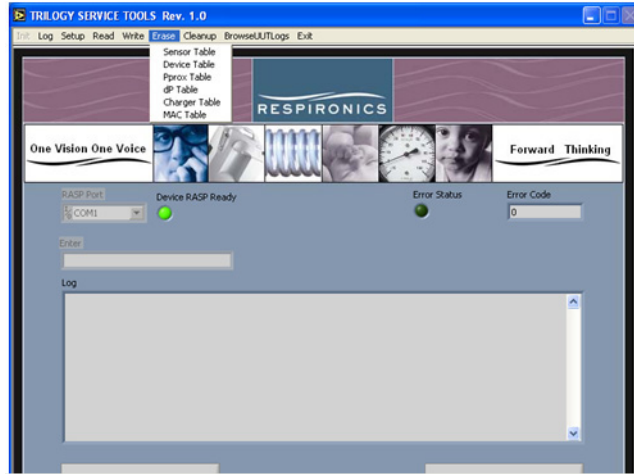 TRILOGY SERVICE TOOLS Rev. 1.0
Init Log Setup Read Write Erase Cleanup BrowseUUTLogs Exit
Sensor Table
Device Table
Pprox Table
dP Table
Charger Table
MAC Table
RESPIRONICS
One Vision One Voice
Forward Thinking
RASP Port
Device RASP Ready
Error Status
Error Code
COM1
0
Enter
Log